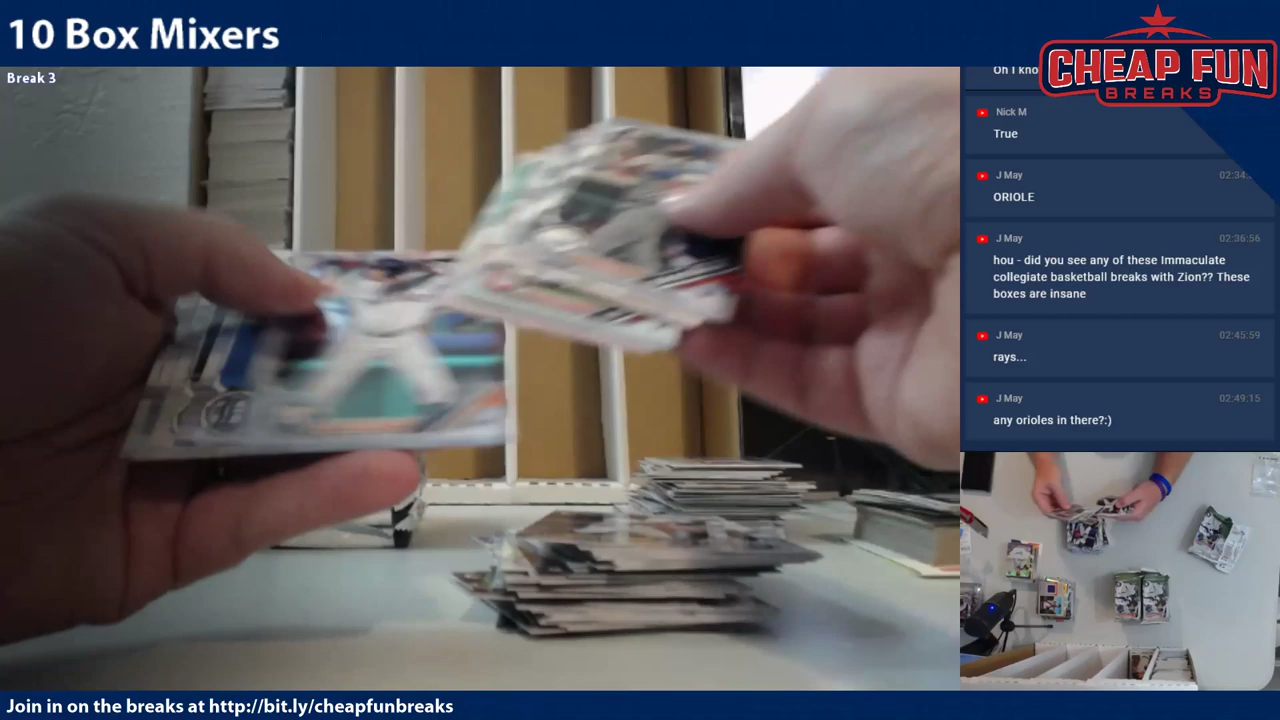 10 Box Mixers
Break 3
CHEAP FUN
BREAKS
Oh I kno
Nick M
True
J May
02:34:
ORIOLE
J May
02:36:56
hou - did you see any of these Immaculate
collegiate basketball breaks with Zion?? These
boxes are insane
J May
02:45:59
rays...
J May
02:49:15
any orioles in there?:)
Join in on the breaks at http://bit.ly/cheapfunbreaks